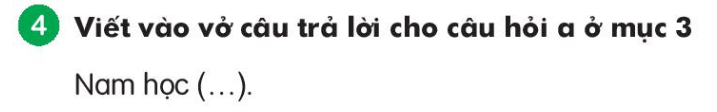 4 Viết vào vở câu trả lời cho câu hỏi a ở mục 3
Nam học (...).